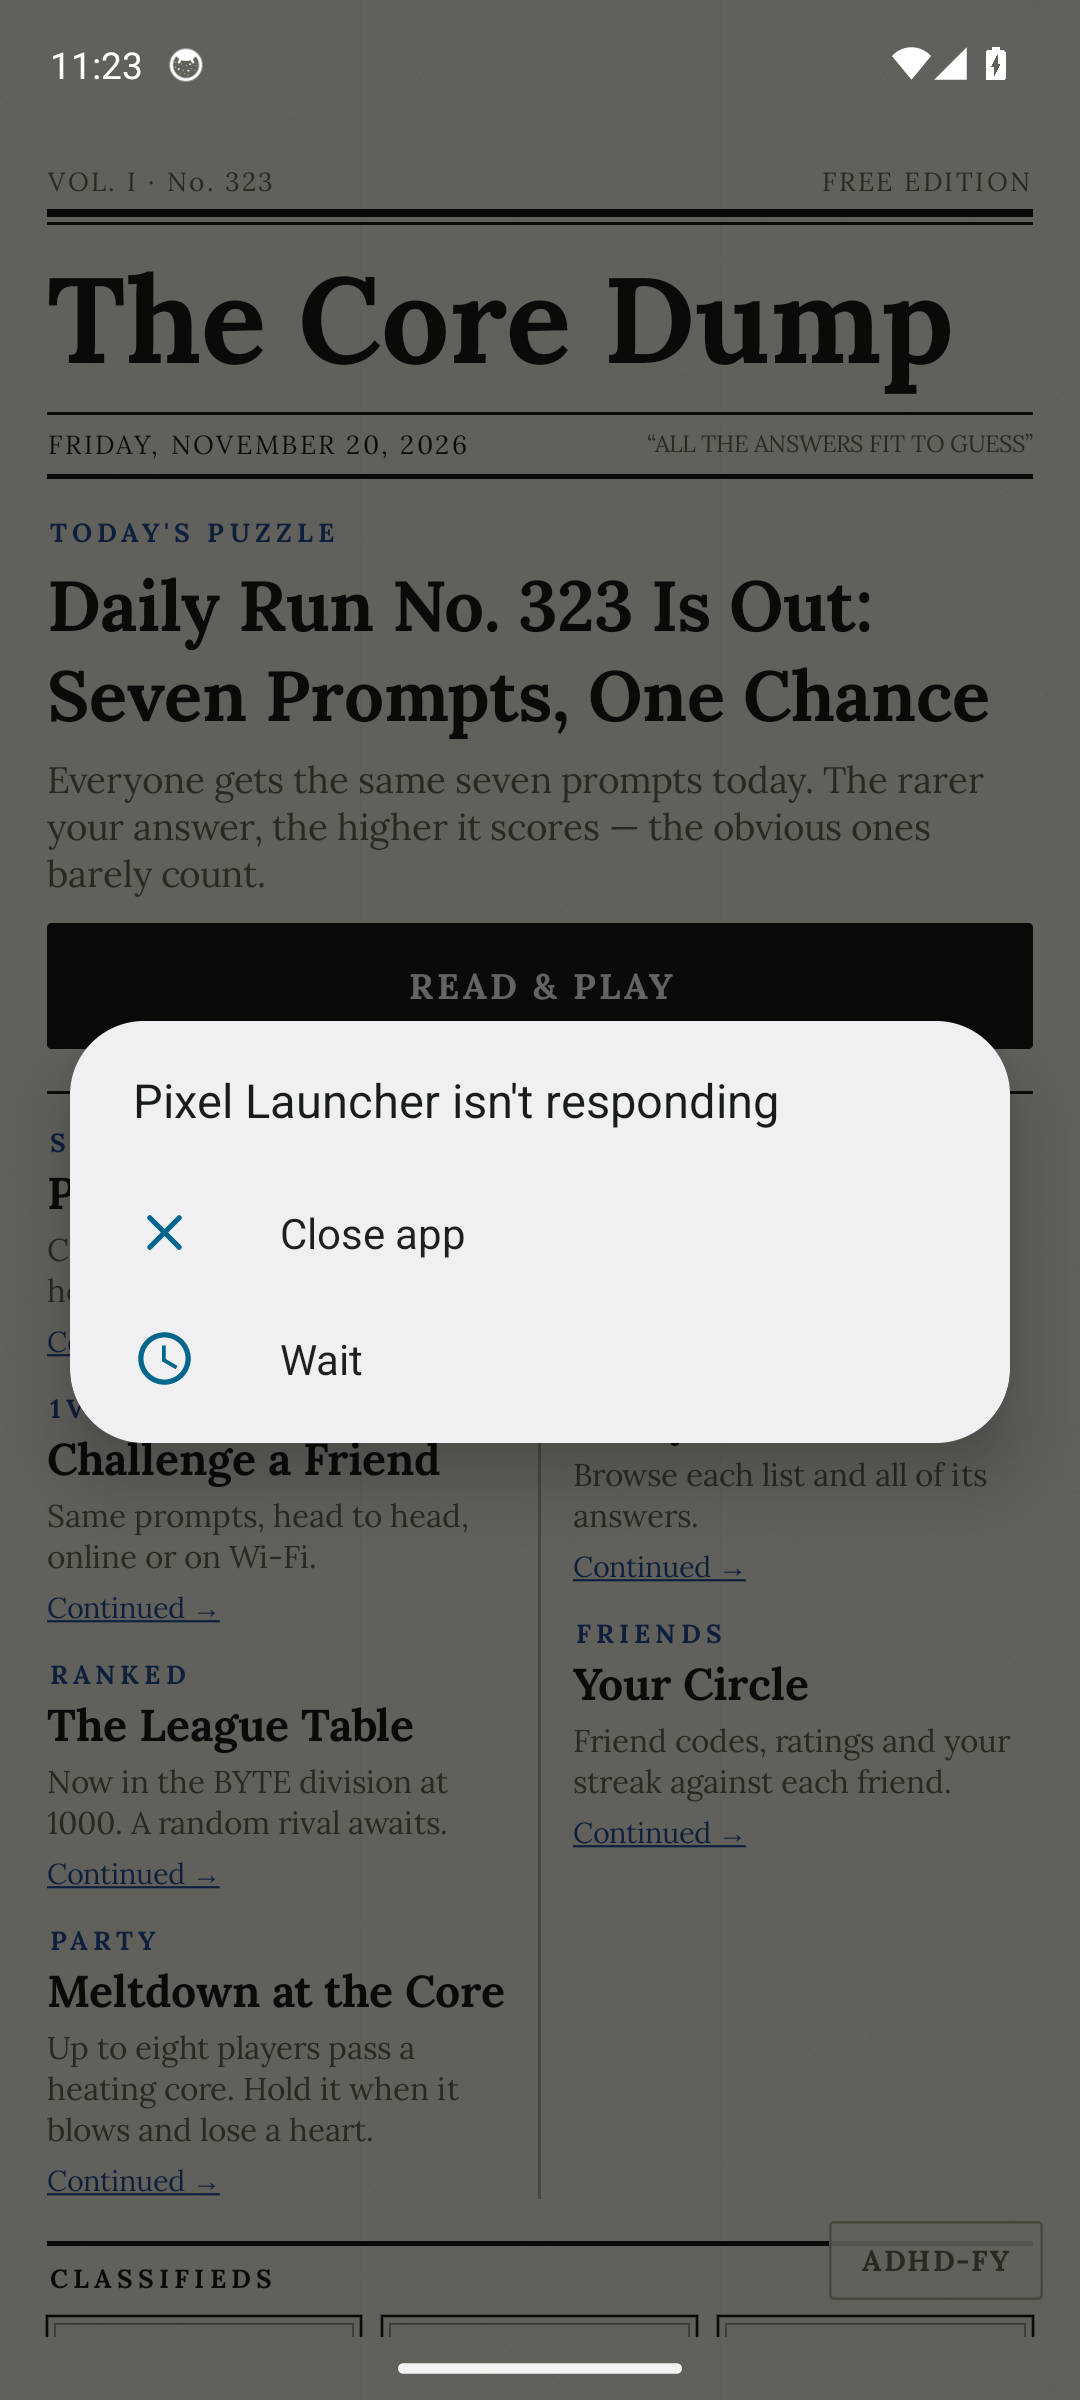 11:23
VOL. I · No. 323
FREE EDITION
The Core Dump
FRIDAY, NOVEMBER 20, 2026
“ALL THE ANSWERS FIT TO GUESS”
TODAY'S PUZZLE
Daily Run No. 323 Is Out:
Seven Prompts, One Chance
Everyone gets the same seven prompts today. The rarer
your answer, the higher it scores — the obvious ones
barely count.
READ & PLAY
Pixel Launcher isn't responding
Close app
Wait
Challenge a Friend
Same prompts, head to head,
online or on Wi-Fi.
Continued →
RANKED
The League Table
Now in the BYTE division at
1000. A random rival awaits.
Continued →
PARTY
Meltdown at the Core
Up to eight players pass a
heating core. Hold it when it
blows and lose a heart.
Continued →
Browse each list and all of its
answers.
Continued →
FRIENDS
Your Circle
Friend codes, ratings and your
streak against each friend.
Continued →
ADHD-FY
CLASSIFIEDS